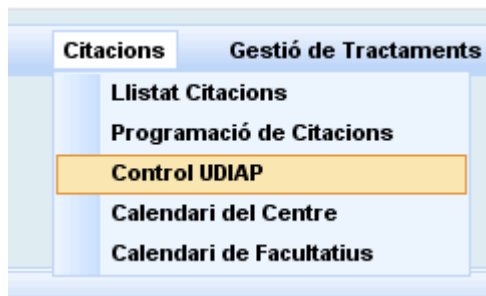 Citacions Gestió de Tractaments
Llistat Citacions
Programació de Citacions
Control UDIAP
Calendari del Centre
Calendari de Facultatius